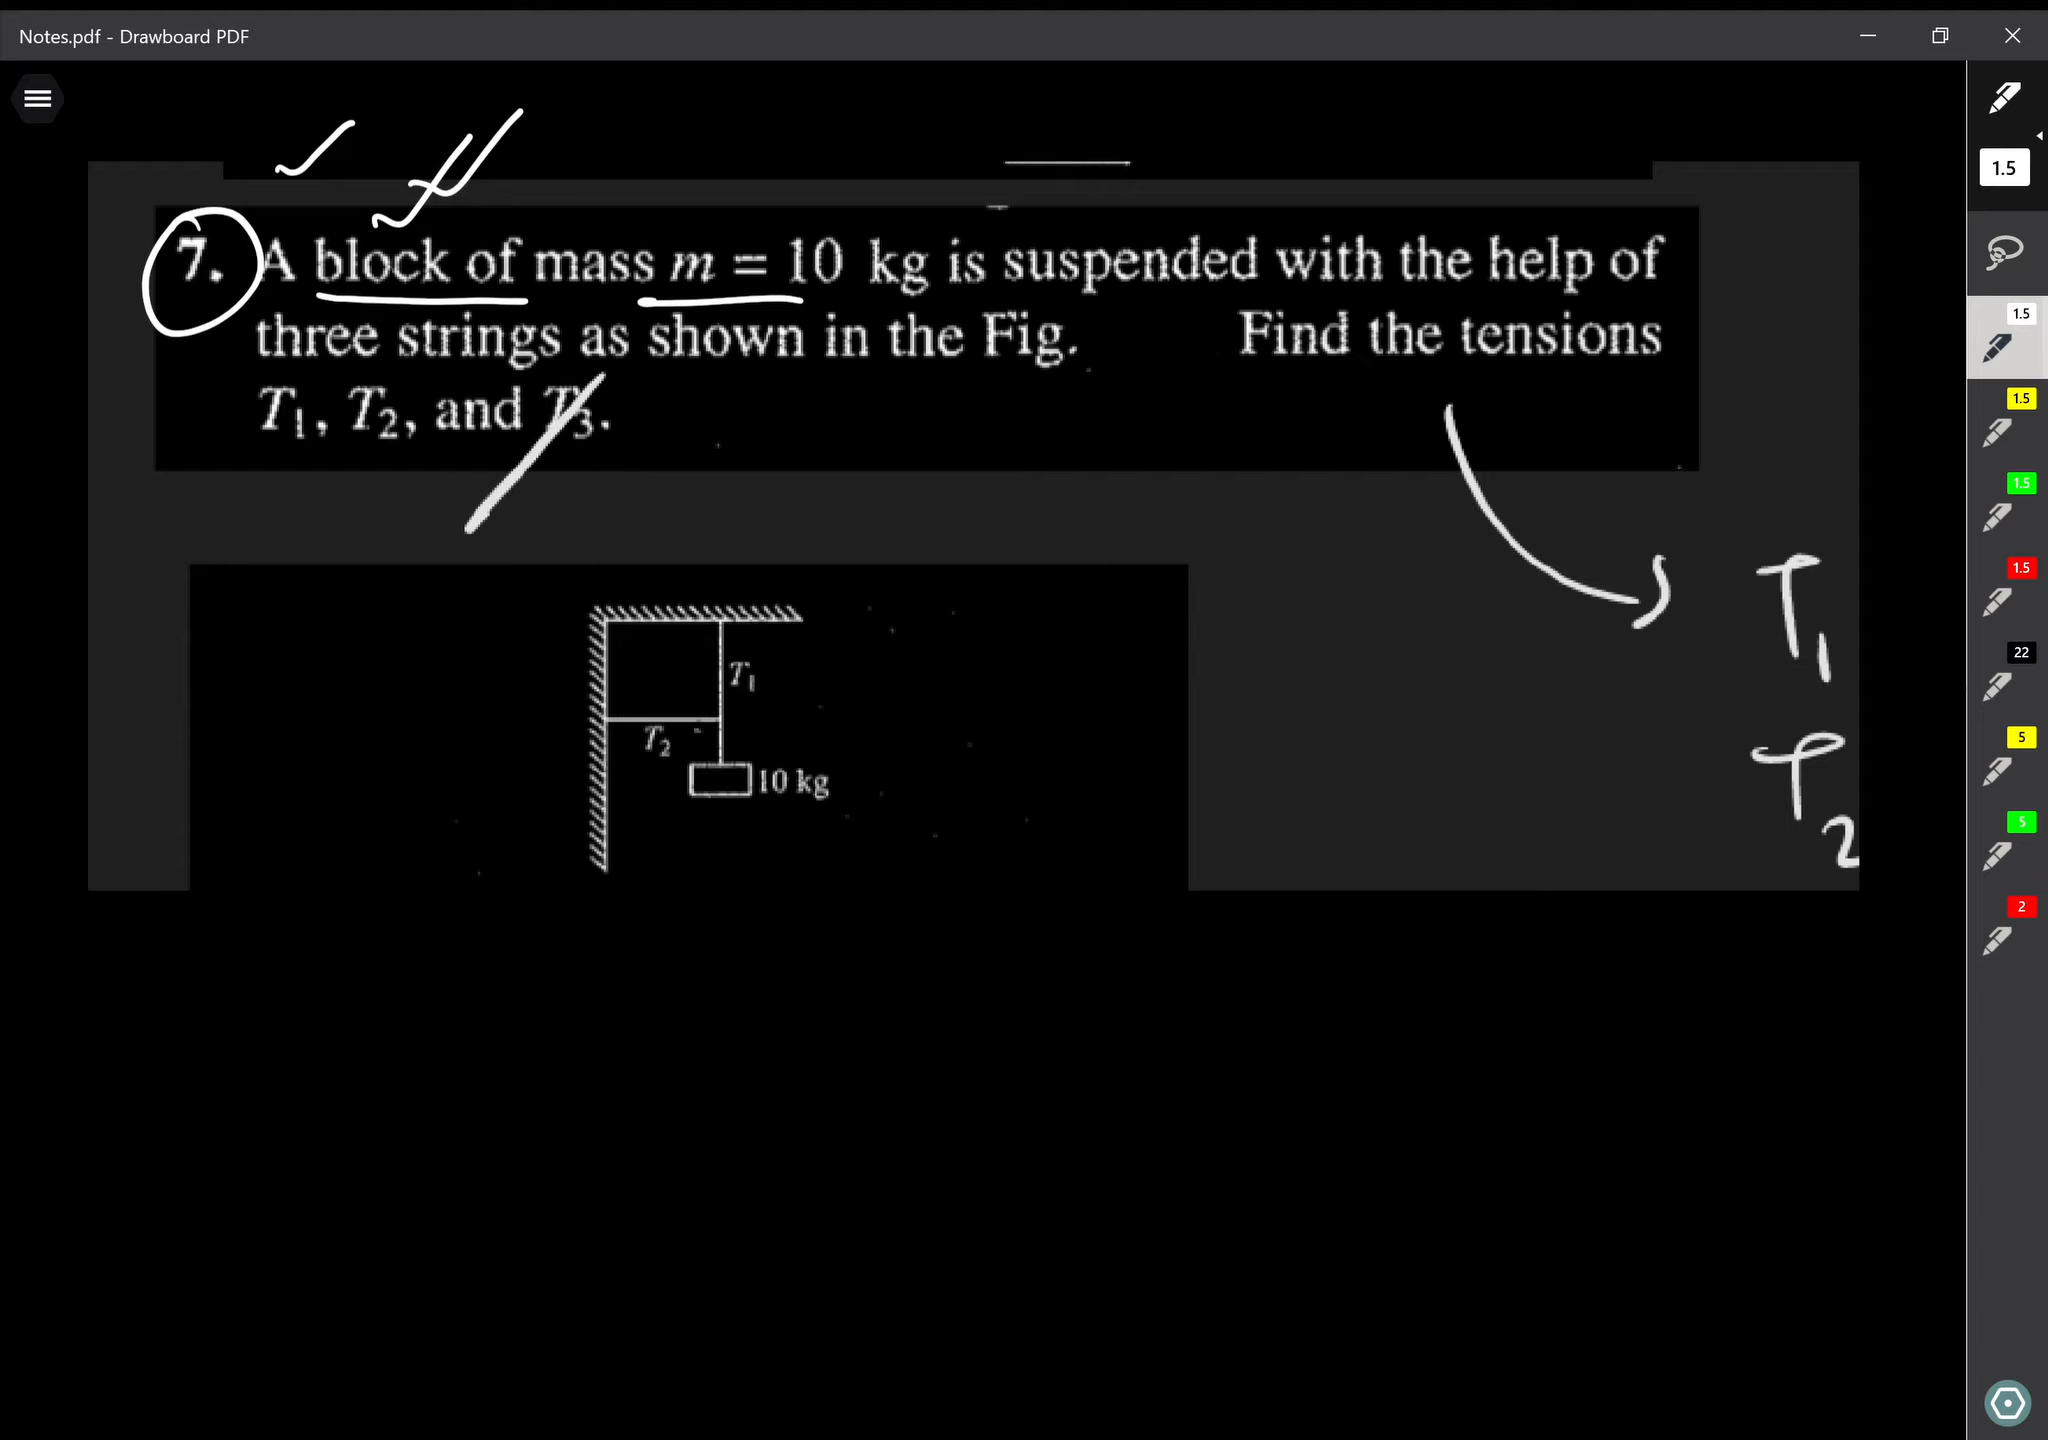 Notes.pdf - Drawboard PDF
1.5
7. A block of mass m = 10 kg is suspended with the help of
three strings as shown in the Fig. Find the tensions
T₁, T₂, and T₃.
T₁
T₂
T₁
T₂
10 kg
1.5
1.5
1.5
1.5
22
5
5
2